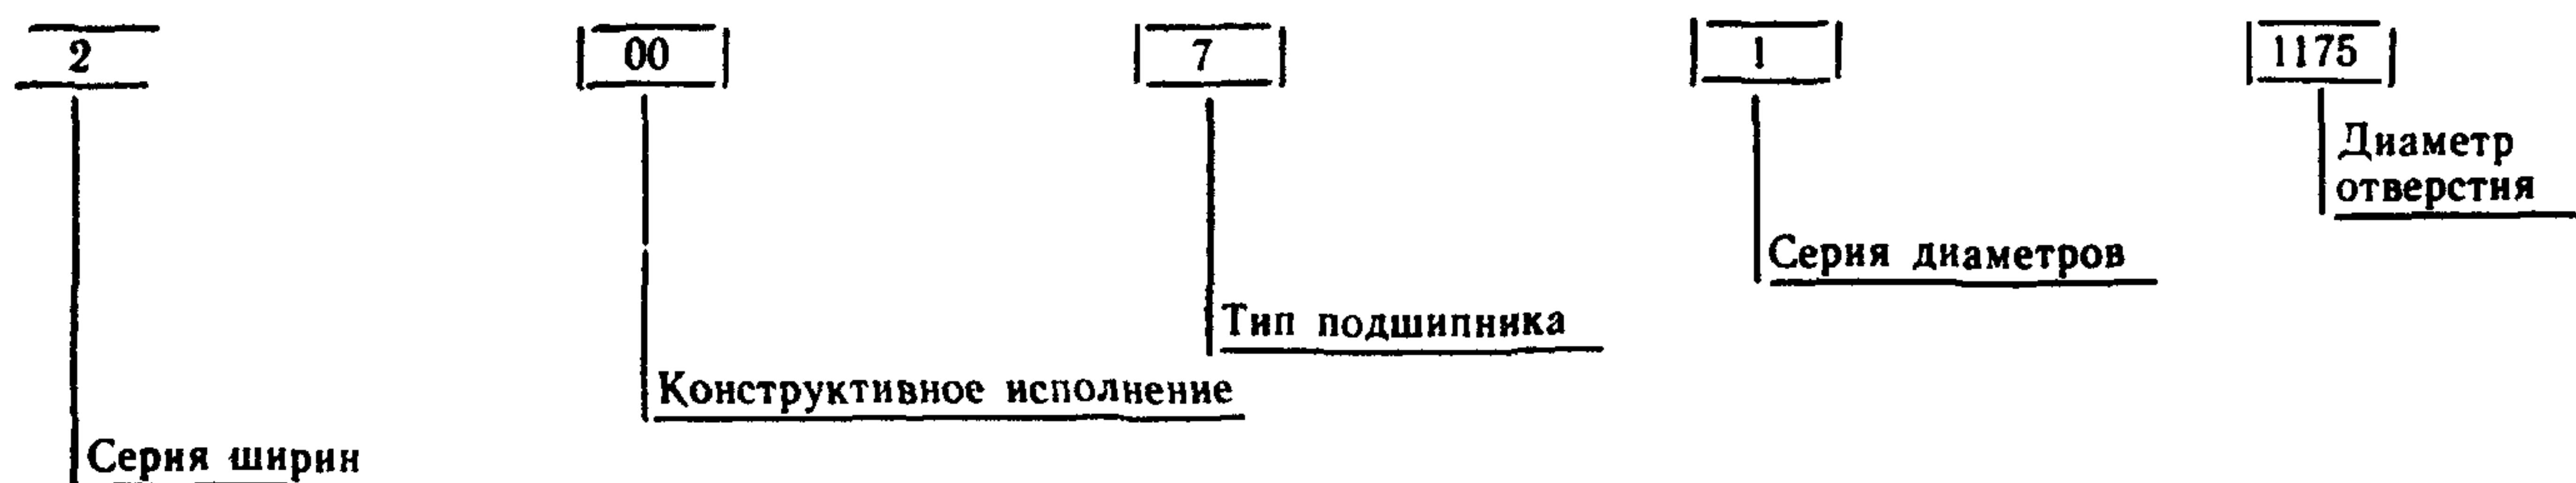 2 00 7 1 1175
Диаметр
отверстия
Серия диаметров
Тип подшипника
Конструктивное исполнение
Серия ширин